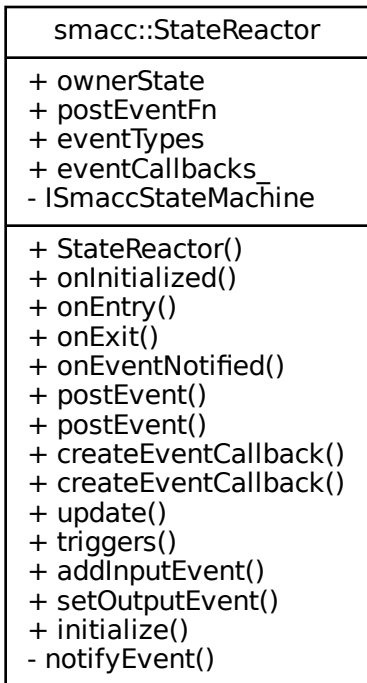 smacc::StateReactor
+ ownerState
+ postEventFn
+ eventTypes
+ eventCallbacks_
- ISmaccStateMachine
+ StateReactor()
+ onInitialized()
+ onEntry()
+ onExit()
+ onEventNotified()
+ postEvent()
+ postEvent()
+ createEventCallback()
+ createEventCallback()
+ update()
+ triggers()
+ addInputEvent()
+ setOutputEvent()
+ initialize()
- notifyEvent()